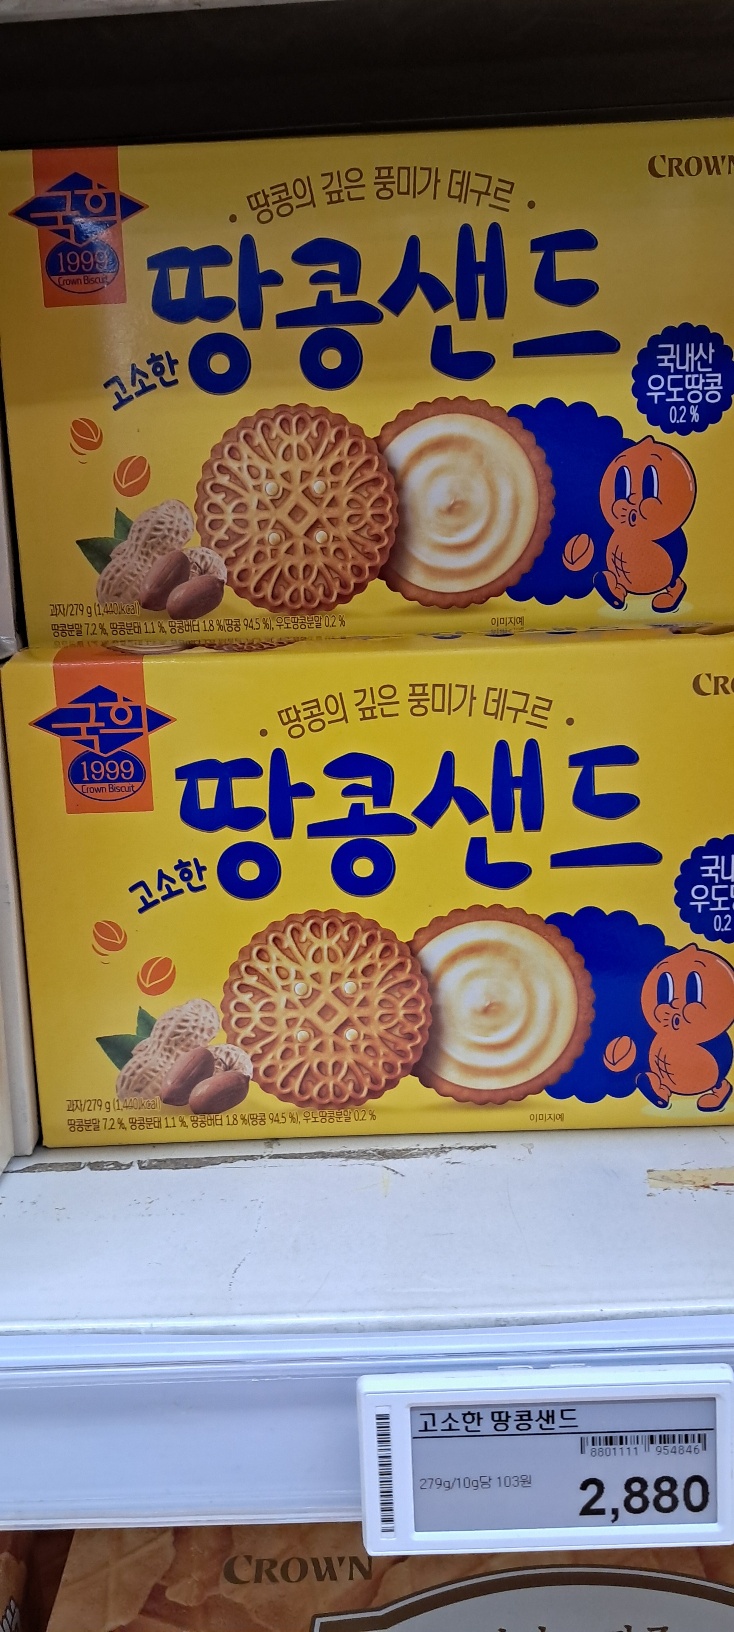 국희
1999
Crown Biscuit
CROWN
땅콩의 깊은 풍미가 데구르
고소한
땅콩샌드
국내산
우도땅콩
0.2 %
과자/279 g (1,440 kcal)
땅콩분말 7.2 %, 땅콩분태 1.1 %, 땅콩버터 1.8 %(땅콩 94.5 %), 우도땅콩분말 0.2 %
이미지예
국희
1999
Crown Biscuit
CRO
땅콩의 깊은 풍미가 데구르
고소한
땅콩샌드
국내
우도땅
0.2
과자/279 g (1,440 kcal)
땅콩분말 7.2 %, 땅콩분태 1.1 %, 땅콩버터 1.8 %(땅콩 94.5 %), 우도땅콩분말 0.2 %
이미지예
고소한 땅콩샌드
8801111 954846
279g/10g당 103원
2,880
CROWN